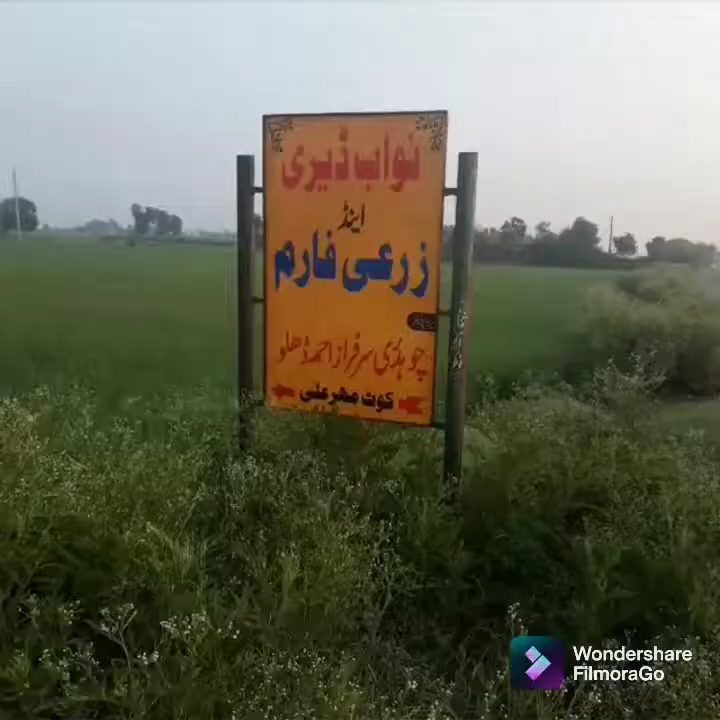 نواب ڈیری
اینڈ
زرعی فارم
چوہدری سرفراز احمد ڈھلو
کوٹ مہر علی
Wondershare
FilmoraGo